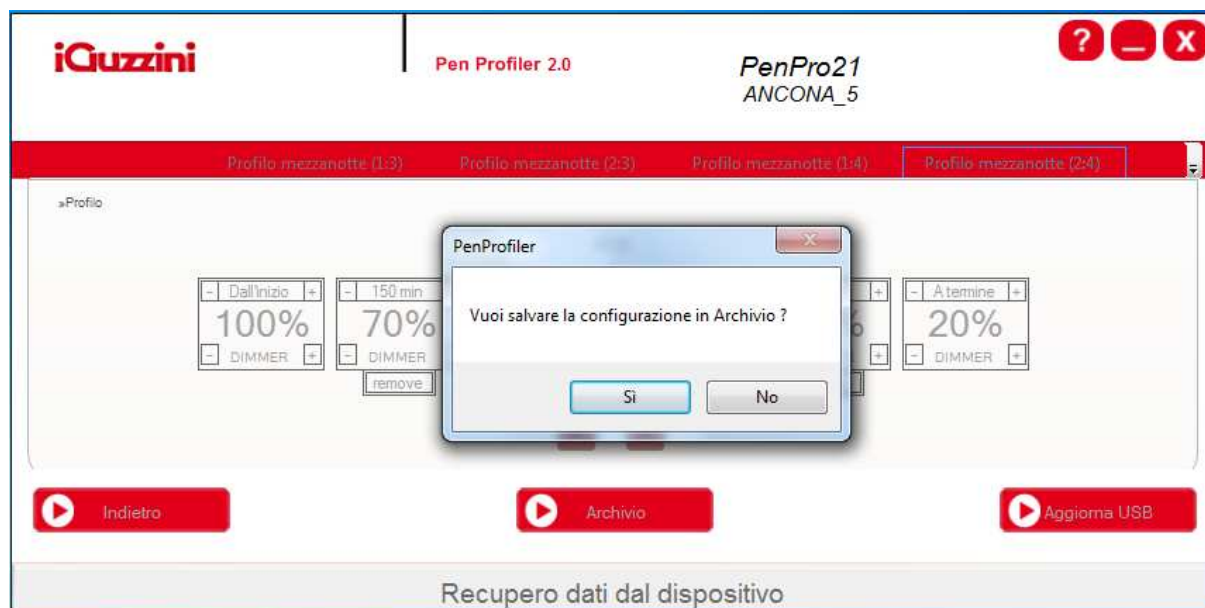 iGuzzini
Pen Profiler 2.0
PenPro21
ANCONA_5
? _ X
Profilo mezzanotte (1:3) Profilo mezzanotte (2:3) Profilo mezzanotte (1:4) Profilo mezzanotte (2:4)
»Profilo
PenProfiler
X
Vuoi salvare la configurazione in Archivio ?
Sì No
- Dall'inizio + - 150 min + - A termine +
100% 70% % 20%
- DIMMER + - DIMMER + - DIMMER +
remove
Indietro Archivio Aggiorna USB
Recupero dati dal dispositivo